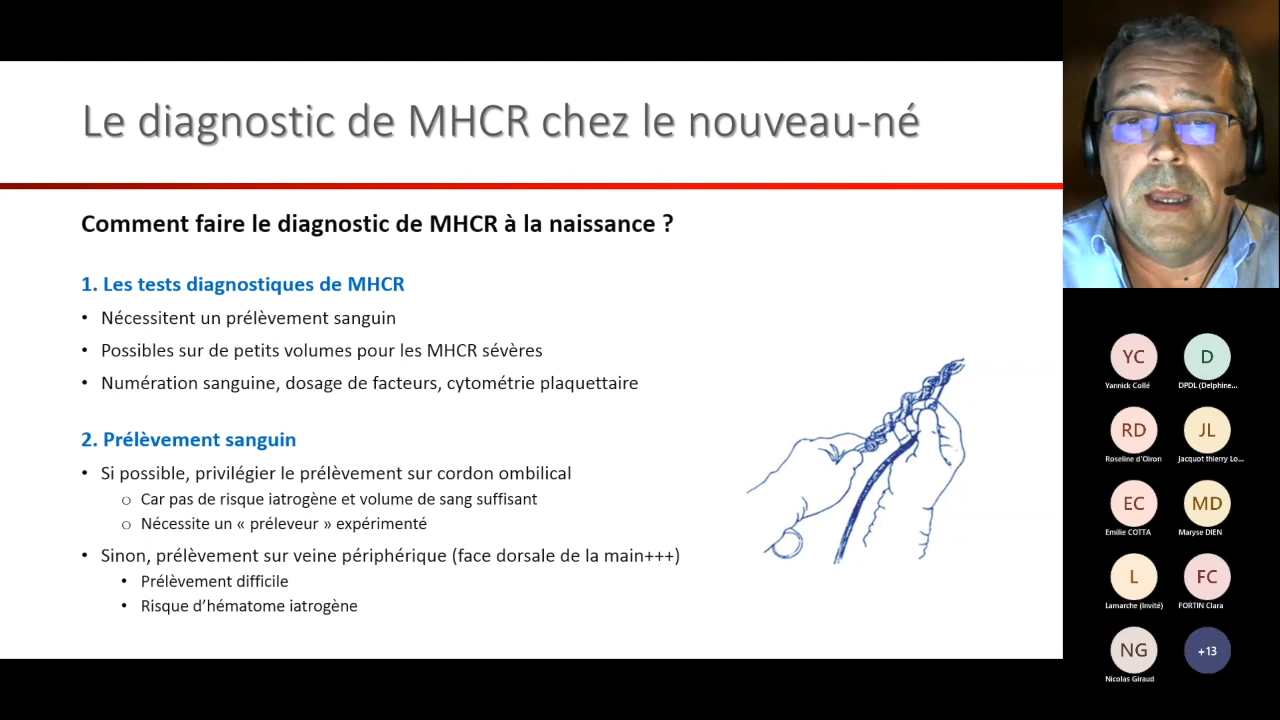 Le diagnostic de MHCR chez le nouveau-né
Comment faire le diagnostic de MHCR à la naissance ?
1. Les tests diagnostiques de MHCR
• Nécessitent un prélèvement sanguin
• Possibles sur de petits volumes pour les MHCR sévères
• Numération sanguine, dosage de facteurs, cytométrie plaquettaire
2. Prélèvement sanguin
• Si possible, privilégier le prélèvement sur cordon ombilical
o Car pas de risque iatrogène et volume de sang suffisant
o Nécessite un « préleveur » expérimenté
• Sinon, prélèvement sur veine périphérique (face dorsale de la main+++)
• Prélèvement difficile
• Risque d’hématome iatrogène
YC
Yannick Collé
D
DPDL (Delphine...
RD
Roseline d'Oiron
JL
Jacquot thierry Lo...
EC
Emilie COTTA
MD
Maryse DIEN
L
Lamarche (Invité)
FC
FORTIN Clara
NG
Nicolas Giraud
+13